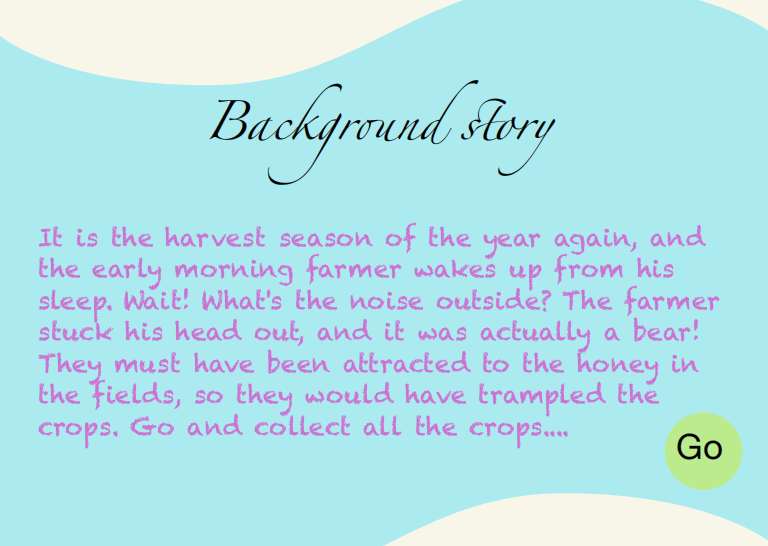 Background story
It is the harvest season of the year again, and
the early morning farmer wakes up from his
sleep. Wait! What's the noise outside? The farmer
stuck his head out, and it was actually a bear!
They must have been attracted to the honey in
the fields, so they would have trampled the
crops. Go and collect all the crops....
Go